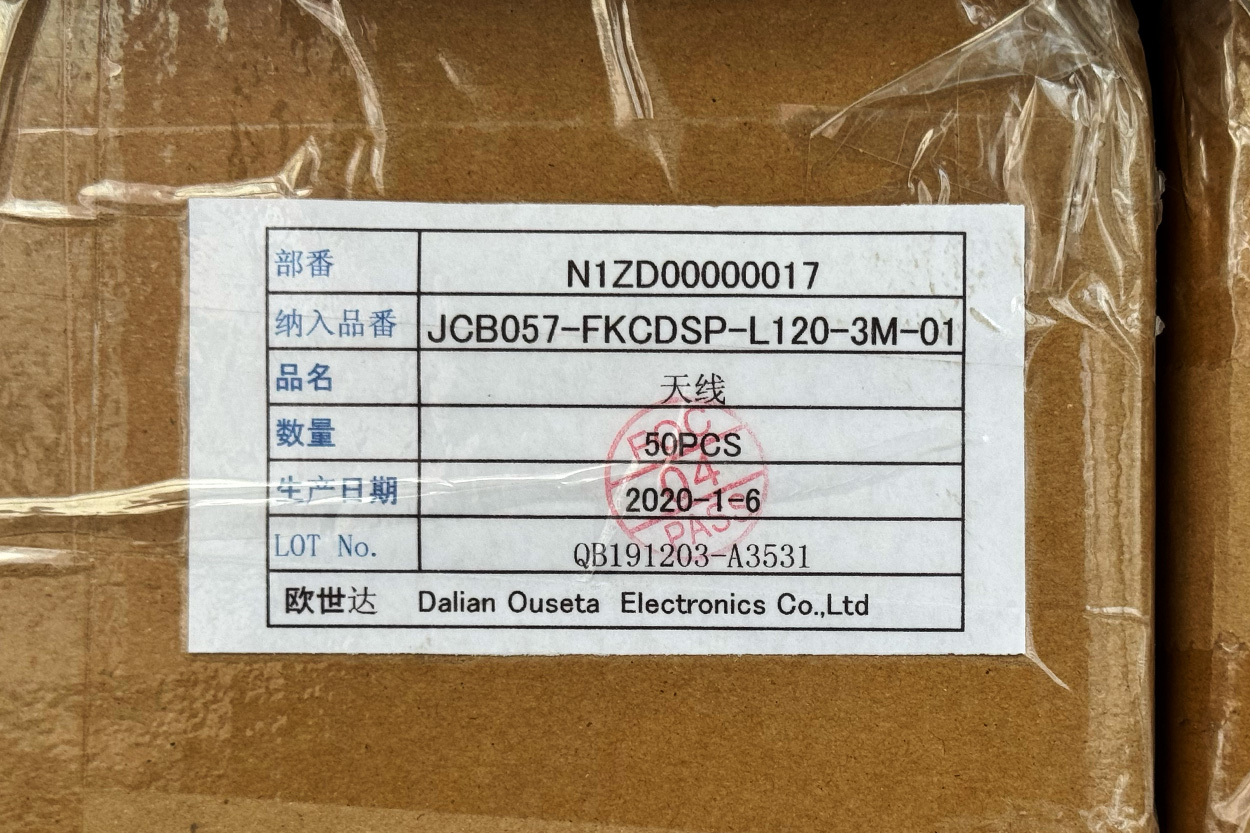 部番 N1ZD00000017
纳入品番 JCB057-FKCDSP-L120-3M-01
品名 天线
数量 50PCS
生产日期 2020-1-6
LOT No. QB191203-A3531
欧世达 Dalian Ouseta Electronics Co.,Ltd
04
PASS